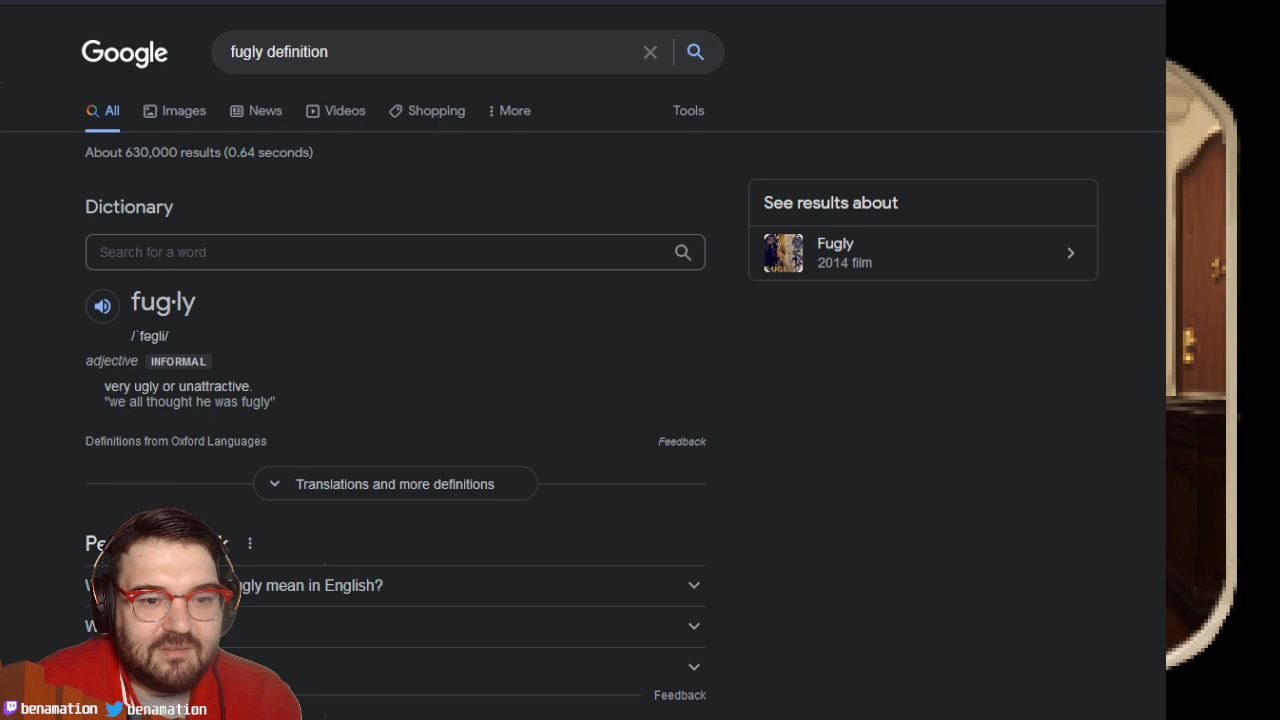 Google
fugly definition
All Images News Videos Shopping More Tools
About 630,000 results (0.64 seconds)
Dictionary
Search for a word
fug·ly
/ˈfəɡli/
adjective INFORMAL
very ugly or unattractive.
"we all thought he was fugly"
Definitions from Oxford Languages Feedback
Translations and more definitions
See results about
Fugly
2014 film
mean in English?
Feedback
benamation benamation